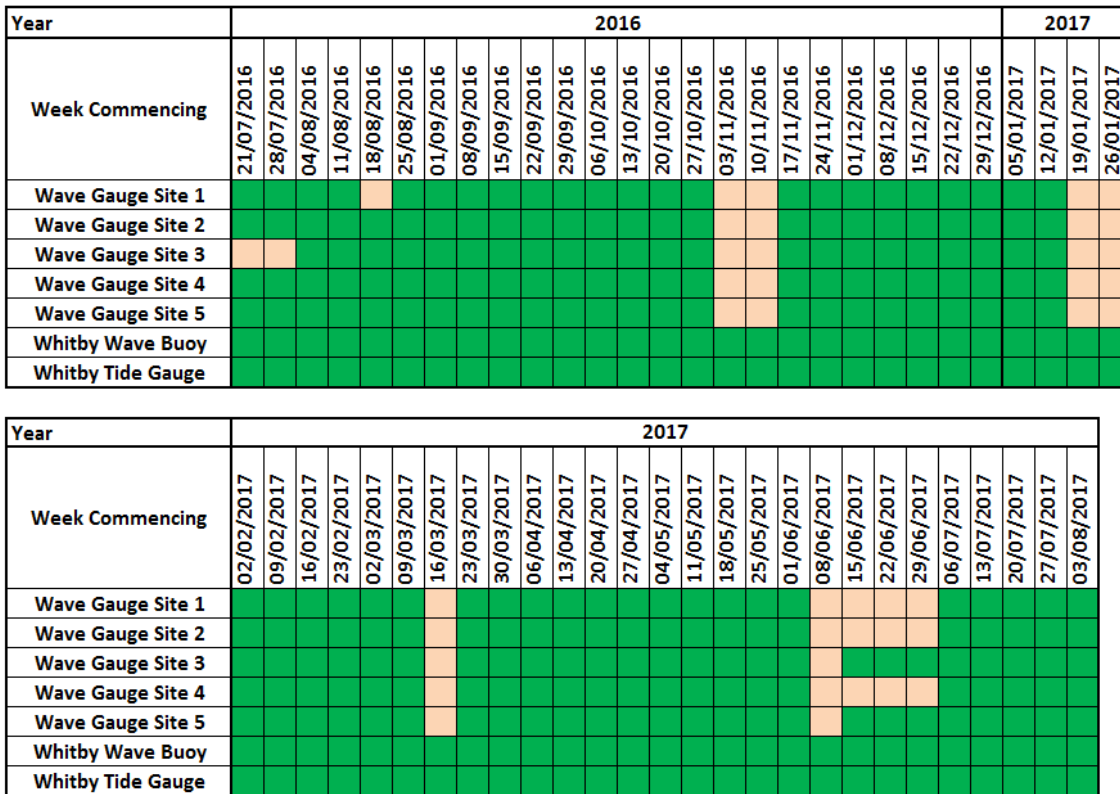 Year 2016 2017
Week Commencing 21/07/2016 28/07/2016 04/08/2016 11/08/2016 18/08/2016 25/08/2016 01/09/2016 08/09/2016 15/09/2016 22/09/2016 29/09/2016 06/10/2016 13/10/2016 20/10/2016 27/10/2016 03/11/2016 10/11/2016 17/11/2016 24/11/2016 01/12/2016 08/12/2016 15/12/2016 22/12/2016 29/12/2016 05/01/2017 12/01/2017 19/01/2017 26/01/2017
Wave Gauge Site 1
Wave Gauge Site 2
Wave Gauge Site 3
Wave Gauge Site 4
Wave Gauge Site 5
Whitby Wave Buoy
Whitby Tide Gauge
Year 2017
Week Commencing 02/02/2017 09/02/2017 16/02/2017 23/02/2017 02/03/2017 09/03/2017 16/03/2017 23/03/2017 30/03/2017 06/04/2017 13/04/2017 20/04/2017 27/04/2017 04/05/2017 11/05/2017 18/05/2017 25/05/2017 01/06/2017 08/06/2017 15/06/2017 22/06/2017 29/06/2017 06/07/2017 13/07/2017 20/07/2017 27/07/2017 03/08/2017
Wave Gauge Site 1
Wave Gauge Site 2
Wave Gauge Site 3
Wave Gauge Site 4
Wave Gauge Site 5
Whitby Wave Buoy
Whitby Tide Gauge